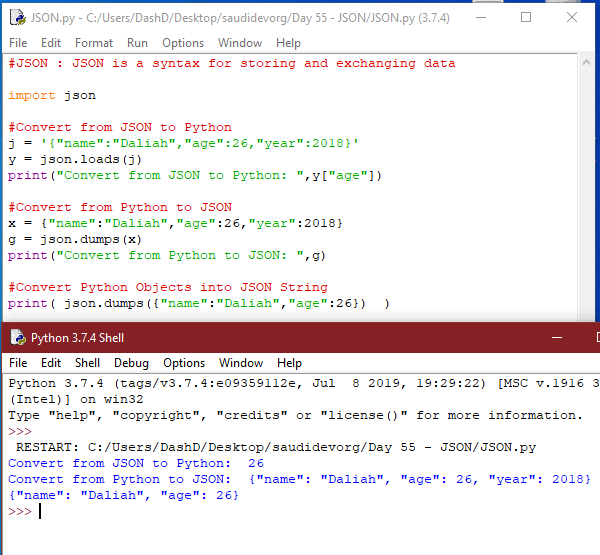 JSON.py - C:/Users/DashD/Desktop/saudidevorg/Day 55 - JSON/JSON.py (3.7.4)
File Edit Format Run Options Window Help
#JSON : JSON is a syntax for storing and exchanging data
import json
#Convert from JSON to Python
j = '{"name":"Daliah","age":26,"year":2018}'
y = json.loads(j)
print("Convert from JSON to Python: ",y["age"])
#Convert from Python to JSON
x = {"name":"Daliah","age":26,"year":2018}
g = json.dumps(x)
print("Convert from Python to JSON: ",g)
#Convert Python Objects into JSON String
print( json.dumps({"name":"Daliah","age":26})  )
Python 3.7.4 Shell
File Edit Shell Debug Options Window Help
Python 3.7.4 (tags/v3.7.4:e09359112e, Jul  8 2019, 19:29:22) [MSC v.1916 3
(Intel)] on win32
Type "help", "copyright", "credits" or "license()" for more information.
>>>
 RESTART: C:/Users/DashD/Desktop/saudidevorg/Day 55 - JSON/JSON.py
Convert from JSON to Python:  26
Convert from Python to JSON:  {"name": "Daliah", "age": 26, "year": 2018}
{"name": "Daliah", "age": 26}
>>>